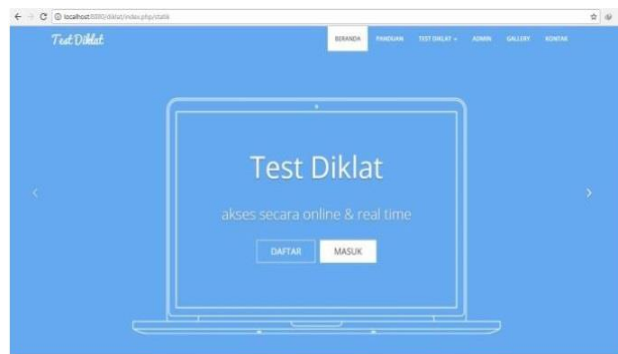 localhost:8080/diklat/index.php/statik
Test Diklat
BERANDA PANDUAN TEST DIKLAT ADMIN GALLERY KONTAK
Test Diklat
akses secara online & real time
DAFTAR MASUK